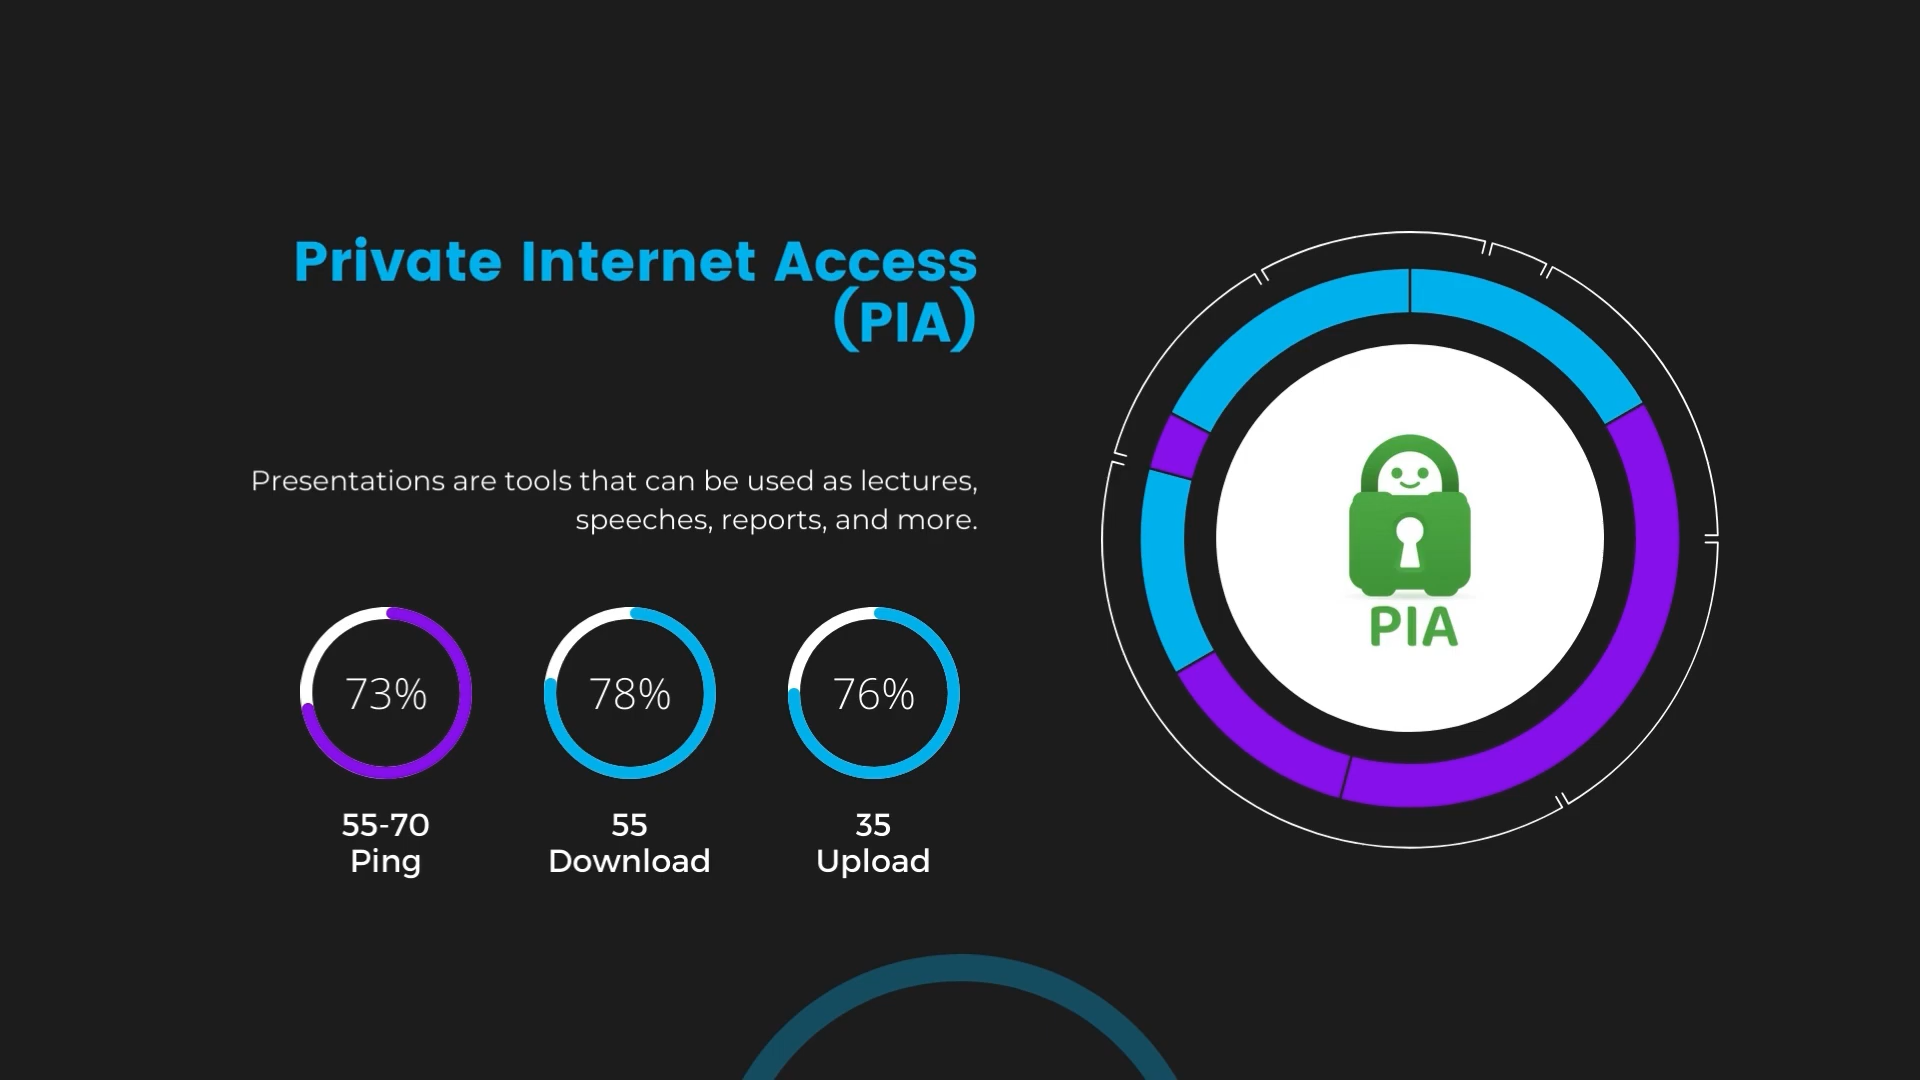 Private Internet Access
(PIA)
Presentations are tools that can be used as lectures,
speeches, reports, and more.
73%
78%
76%
55-70
Ping
55
Download
35
Upload
PIA